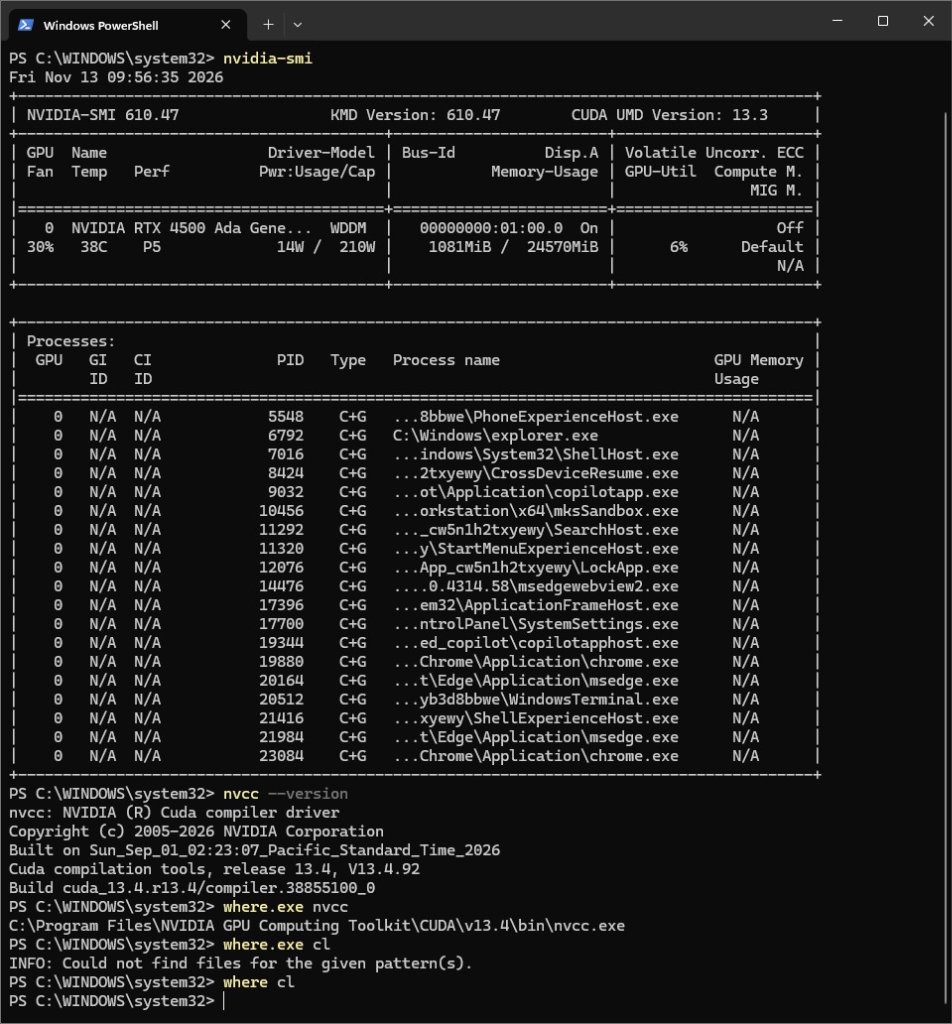 Windows PowerShell
PS C:\WINDOWS\system32> nvidia-smi
Fri Nov 13 09:56:35 2026
+-----------------------------------------------------------------------------------------+
| NVIDIA-SMI 610.47                 KMD Version: 610.47        CUDA UMD Version: 13.3     |
+-----------------------------------------+------------------------+----------------------+
| GPU  Name                  Driver-Model | Bus-Id          Disp.A | Volatile Uncorr. ECC |
| Fan  Temp   Perf          Pwr:Usage/Cap |           Memory-Usage | GPU-Util  Compute M. |
|                                         |                        |               MIG M. |
|=========================================+========================+======================|
|   0  NVIDIA RTX 4500 Ada Gene...  WDDM  |   00000000:01:00.0  On |                  Off |
| 30%   38C    P5             14W /  210W |    1081MiB /  24570MiB |      6%      Default |
|                                         |                        |                  N/A |
+-----------------------------------------+------------------------+----------------------+
+-----------------------------------------------------------------------------------------+
| Processes:                                                                              |
|  GPU   GI   CI              PID   Type   Process name                        GPU Memory |
|        ID   ID                                                               Usage      |
|=========================================================================================|
|    0   N/A  N/A            5548    C+G   ...8bbwe\PhoneExperienceHost.exe      N/A      |
|    0   N/A  N/A            6792    C+G   C:\Windows\explorer.exe               N/A      |
|    0   N/A  N/A            7016    C+G   ...indows\System32\ShellHost.exe      N/A      |
|    0   N/A  N/A            8424    C+G   ...2txyewy\CrossDeviceResume.exe      N/A      |
|    0   N/A  N/A            9032    C+G   ...ot\Application\copilotapp.exe      N/A      |
|    0   N/A  N/A           10456    C+G   ...orkstation\x64\mksSandbox.exe      N/A      |
|    0   N/A  N/A           11292    C+G   ..._cw5n1h2txyewy\SearchHost.exe      N/A      |
|    0   N/A  N/A           11320    C+G   ...y\StartMenuExperienceHost.exe      N/A      |
|    0   N/A  N/A           12076    C+G   ...App_cw5n1h2txyewy\LockApp.exe      N/A      |
|    0   N/A  N/A           14476    C+G   ....0.4314.58\msedgewebview2.exe      N/A      |
|    0   N/A  N/A           17396    C+G   ...em32\ApplicationFrameHost.exe      N/A      |
|    0   N/A  N/A           17700    C+G   ...ntrolPanel\SystemSettings.exe      N/A      |
|    0   N/A  N/A           19344    C+G   ...ed_copilot\copilotapphost.exe      N/A      |
|    0   N/A  N/A           19880    C+G   ...Chrome\Application\chrome.exe      N/A      |
|    0   N/A  N/A           20164    C+G   ...t\Edge\Application\msedge.exe      N/A      |
|    0   N/A  N/A           20512    C+G   ...yb3d8bbwe\WindowsTerminal.exe      N/A      |
|    0   N/A  N/A           21416    C+G   ...xyewy\ShellExperienceHost.exe      N/A      |
|    0   N/A  N/A           21984    C+G   ...t\Edge\Application\msedge.exe      N/A      |
|    0   N/A  N/A           23084    C+G   ...Chrome\Application\chrome.exe      N/A      |
+-----------------------------------------------------------------------------------------+
PS C:\WINDOWS\system32> nvcc --version
nvcc: NVIDIA (R) Cuda compiler driver
Copyright (c) 2005-2026 NVIDIA Corporation
Built on Sun_Sep_01_02:23:07_Pacific_Standard_Time_2026
Cuda compilation tools, release 13.4, V13.4.92
Build cuda_13.4.r13.4/compiler.38855100_0
PS C:\WINDOWS\system32> where.exe nvcc
C:\Program Files\NVIDIA GPU Computing Toolkit\CUDA\v13.4\bin\nvcc.exe
PS C:\WINDOWS\system32> where.exe cl
INFO: Could not find files for the given pattern(s).
PS C:\WINDOWS\system32> where cl
PS C:\WINDOWS\system32>